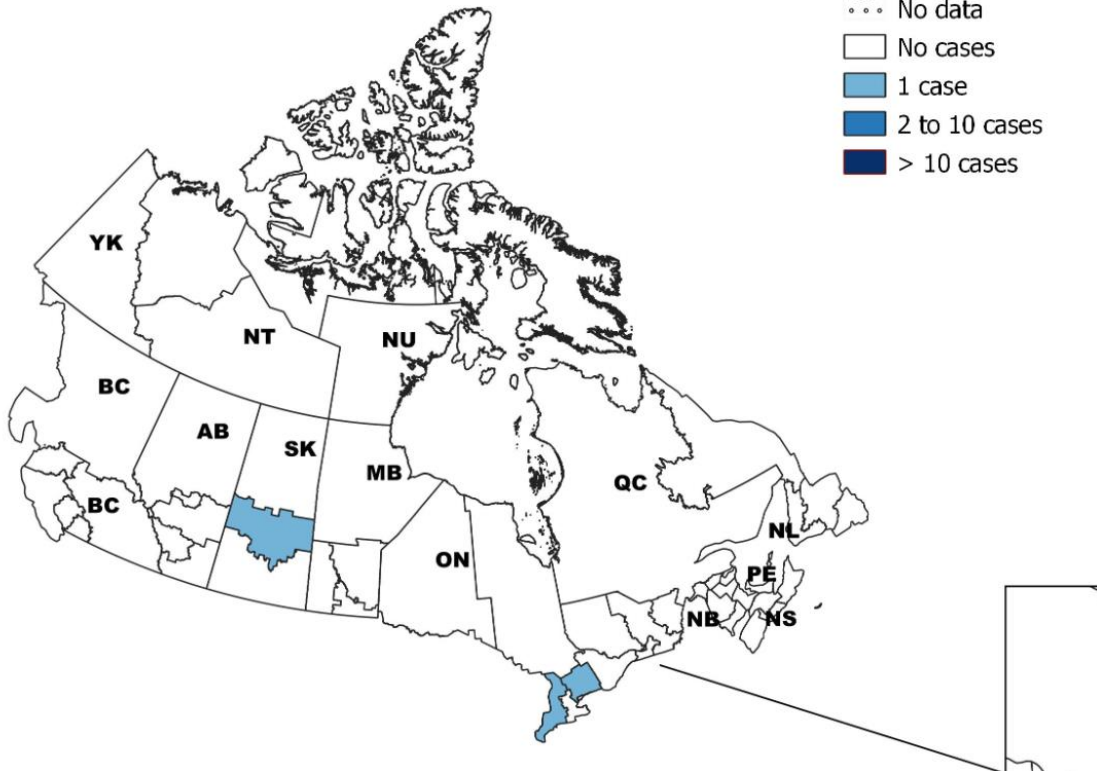 No data
No cases
1 case
2 to 10 cases
> 10 cases
YK
NT
NU
BC
AB
SK
MB
QC
BC
NL
ON
PE
NB
NS